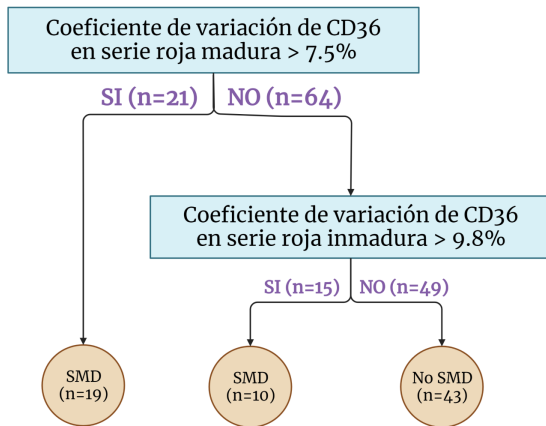 Coeficiente de variación de CD36
en serie roja madura > 7.5%
SI (n=21) NO (n=64)
Coeficiente de variación de CD36
en serie roja inmadura > 9.8%
SI (n=15) NO (n=49)
SMD
(n=19)
SMD
(n=10)
No SMD
(n=43)